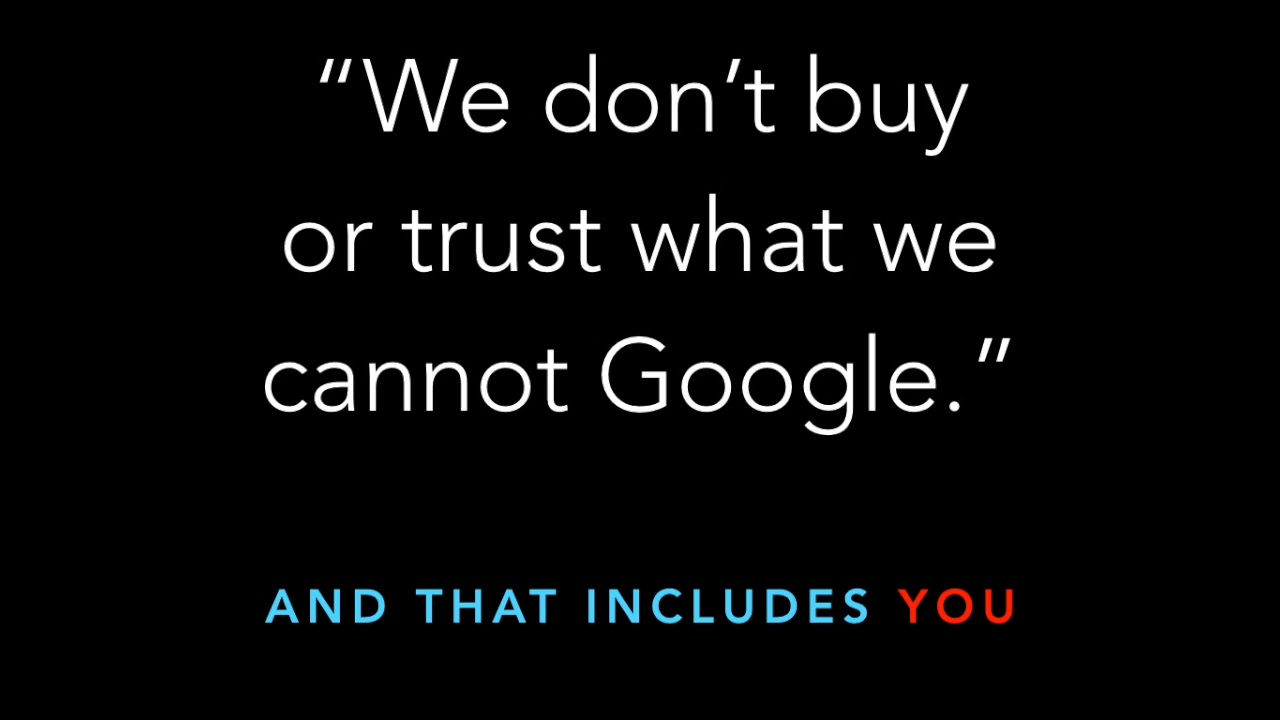 “We don’t buy
or trust what we
cannot Google.”
AND THAT INCLUDES YOU